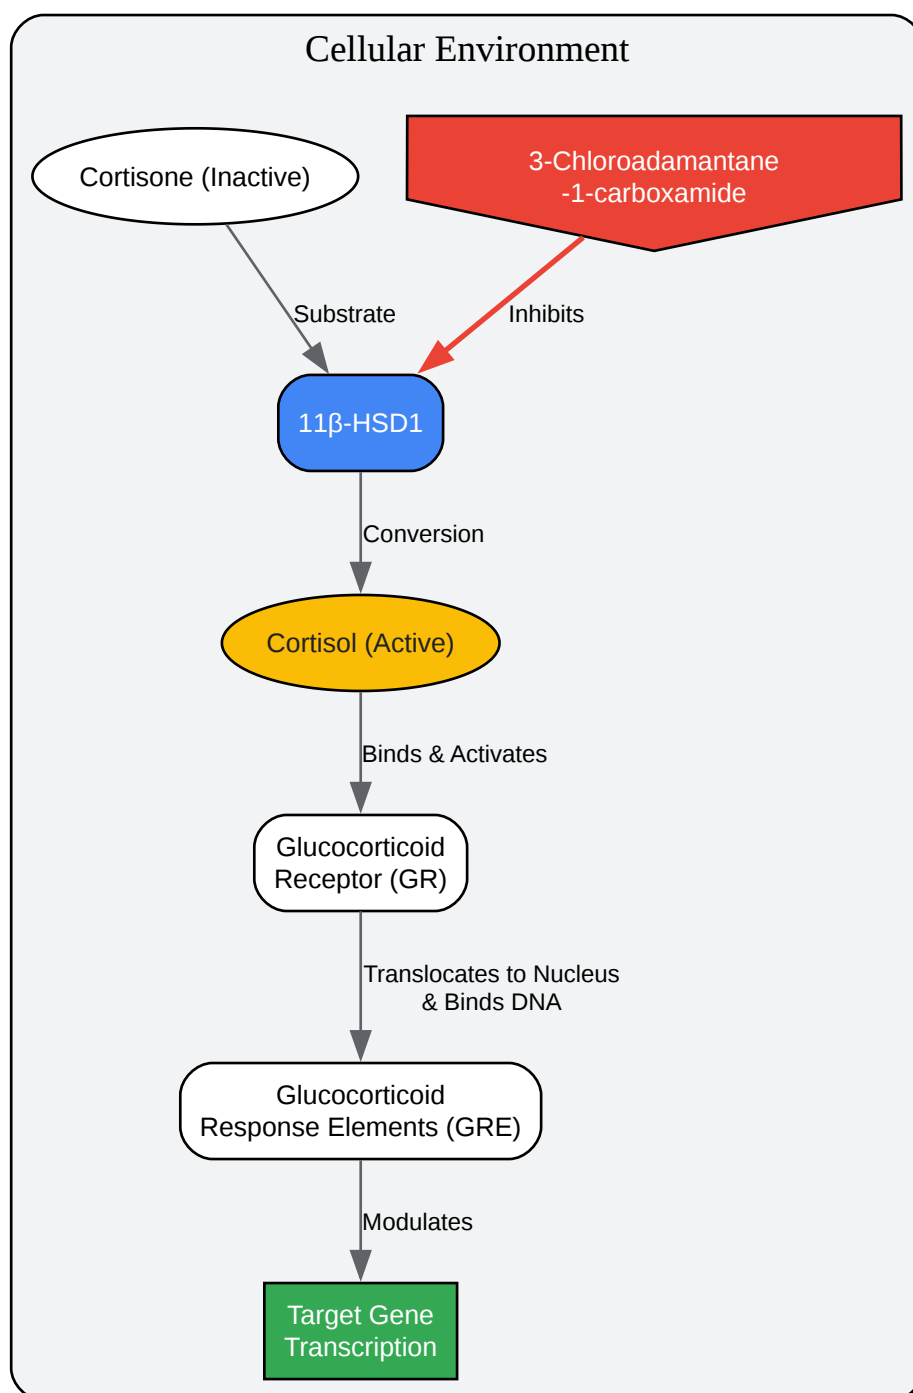 Cellular Environment
Cortisone (Inactive)
3-Chloroadamantane
-1-carboxamide
Substrate
Inhibits
11β-HSD1
Conversion
Cortisol (Active)
Binds & Activates
Glucocorticoid
Receptor (GR)
Translocates to Nucleus
& Binds DNA
Glucocorticoid
Response Elements (GRE)
Modulates
Target Gene
Transcription